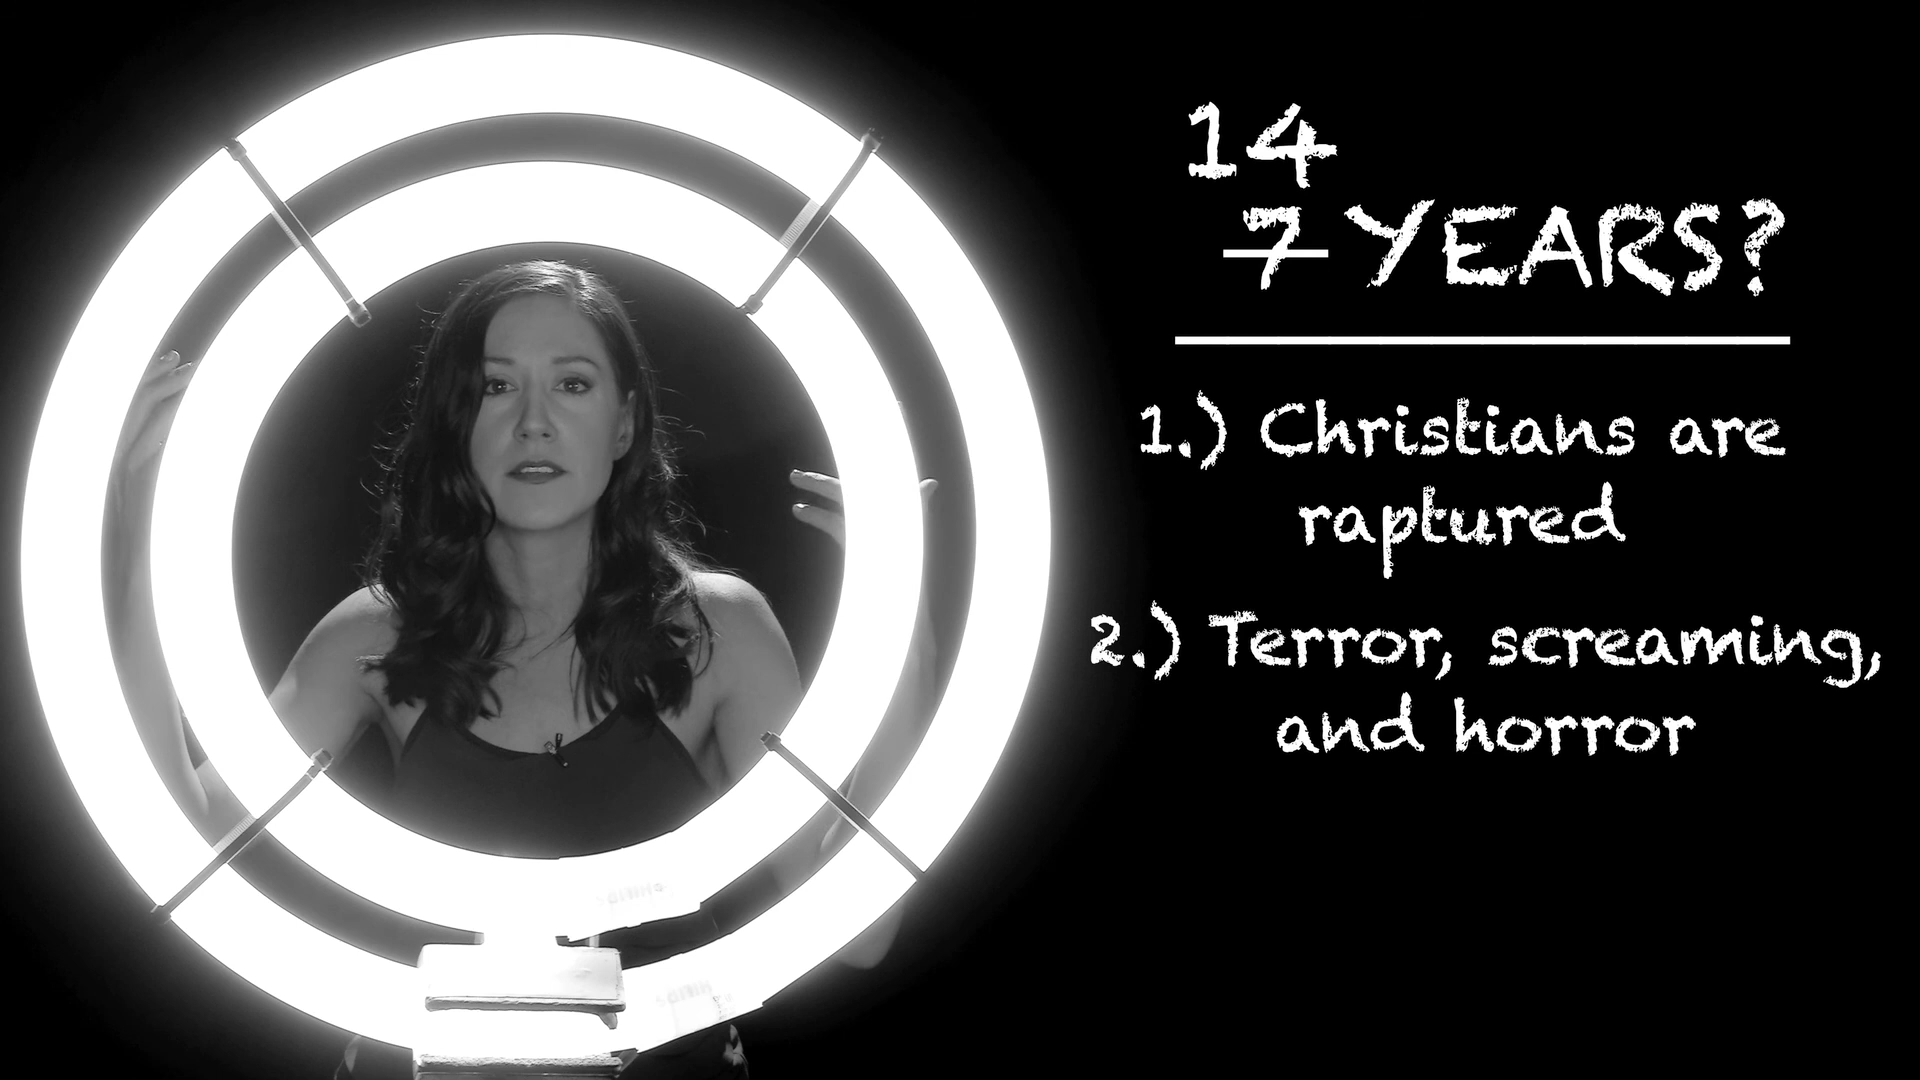 14
7 YEARS?
1.) Christians are
raptured
2.) Terror, screaming,
and horror